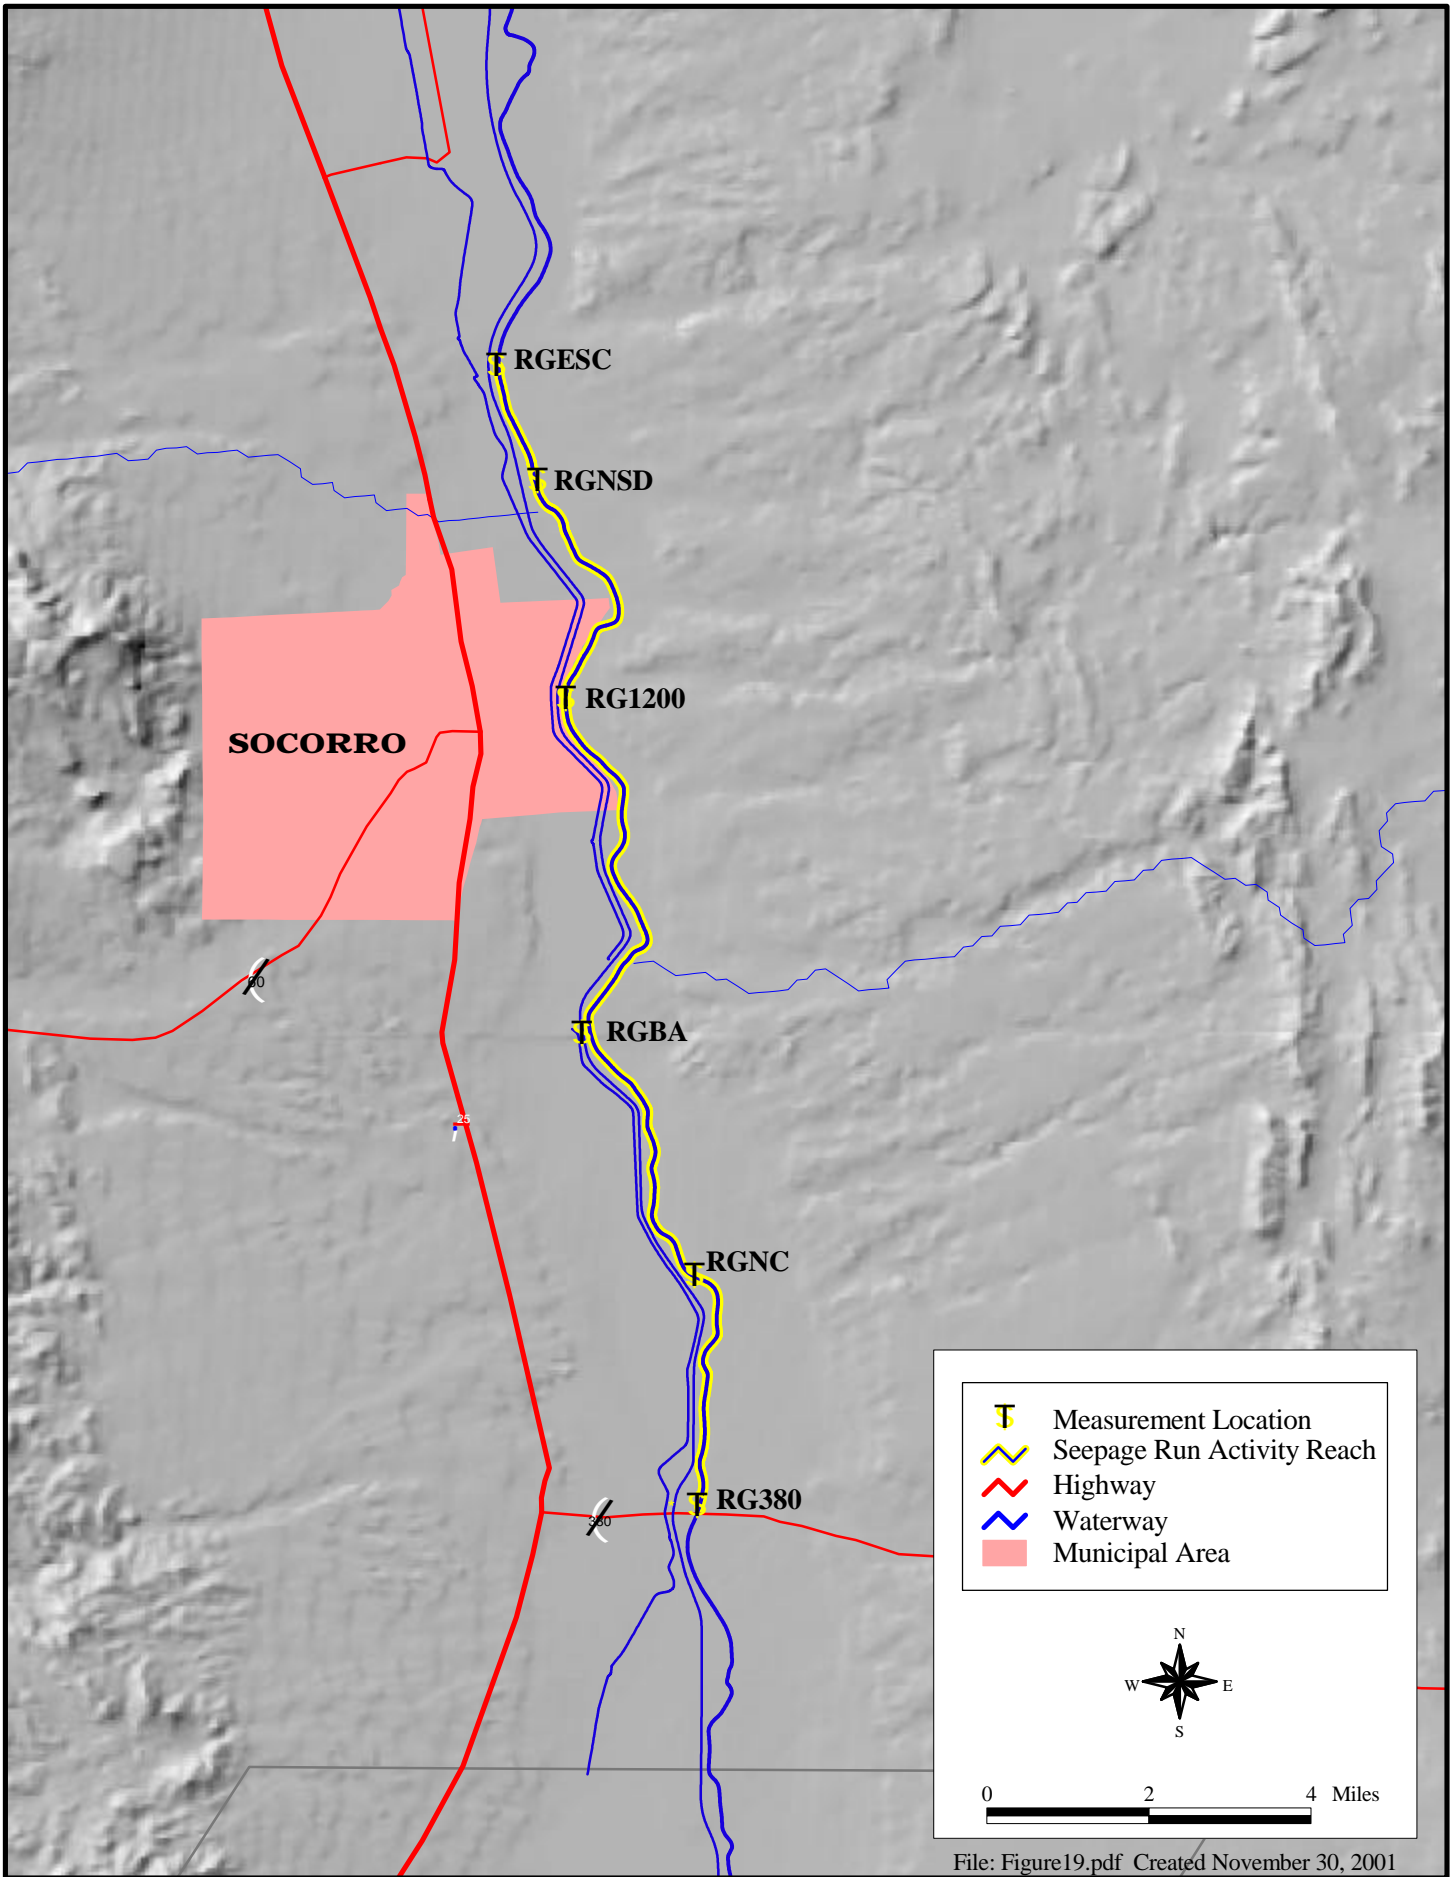 RGESC
RGNSD
RG1200
SOCORRO
60
RGBA
25
RGNC
RG380
380
Measurement Location
Seepage Run Activity Reach
Highway
Waterway
Municipal Area
N
W E
S
0 2 4 Miles
File: Figure19.pdf Created November 30, 2001